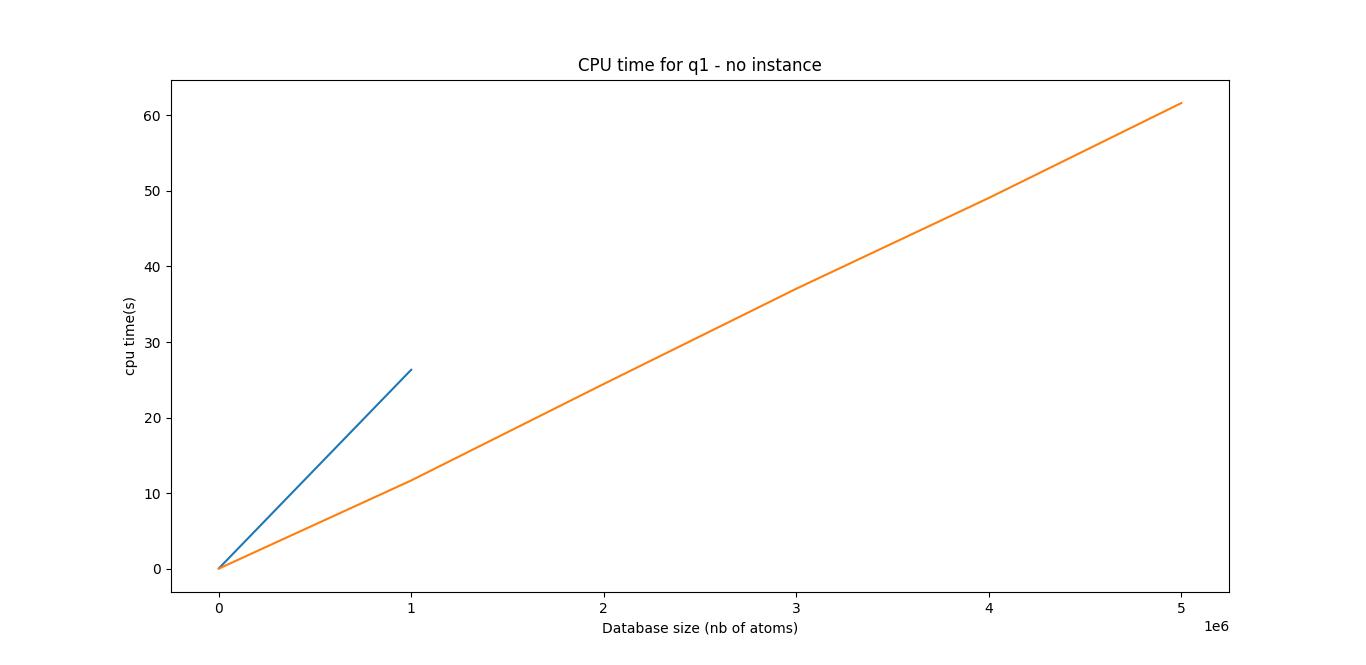 CPU time for q1 - no instance
60
50
40
30
20
10
0
cpu time(s)
0 1 2 3 4 5
Database size (nb of atoms)
1e6